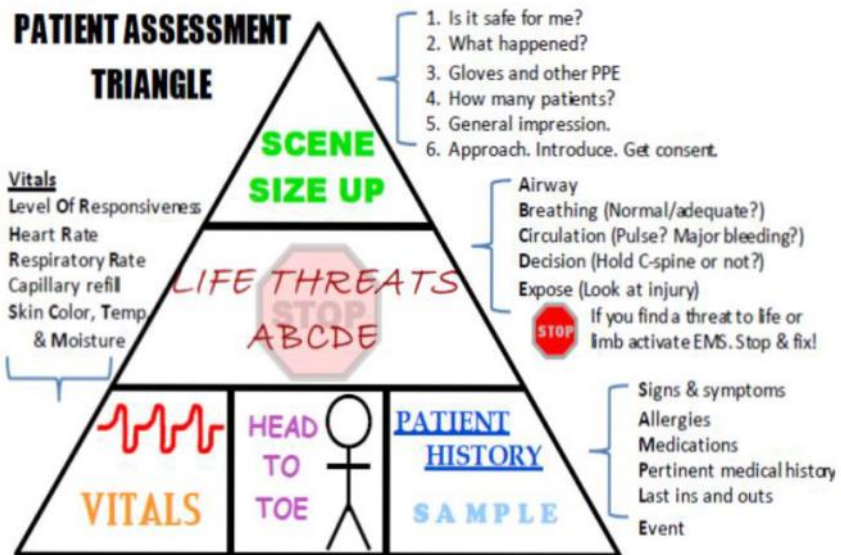 PATIENT ASSESSMENT
TRIANGLE
1. Is it safe for me?
2. What happened?
3. Gloves and other PPE
4. How many patients?
5. General impression.
6. Approach. Introduce. Get consent.
SCENE
SIZE UP
Vitals
Level Of Responsiveness
Heart Rate
Respiratory Rate
Capillary refill
Skin Color, Temp,
& Moisture
LIFE THREATS
STOP
ABCDE
Airway
Breathing (Normal/adequate?)
Circulation (Pulse? Major bleeding?)
Decision (Hold C-spine or not?)
Expose (Look at injury)
STOP
If you find a threat to life or
limb activate EMS. Stop & fix!
VITALS
HEAD
TO
TOE
PATIENT
HISTORY
SAMPLE
Signs & symptoms
Allergies
Medications
Pertinent medical history
Last ins and outs
Event